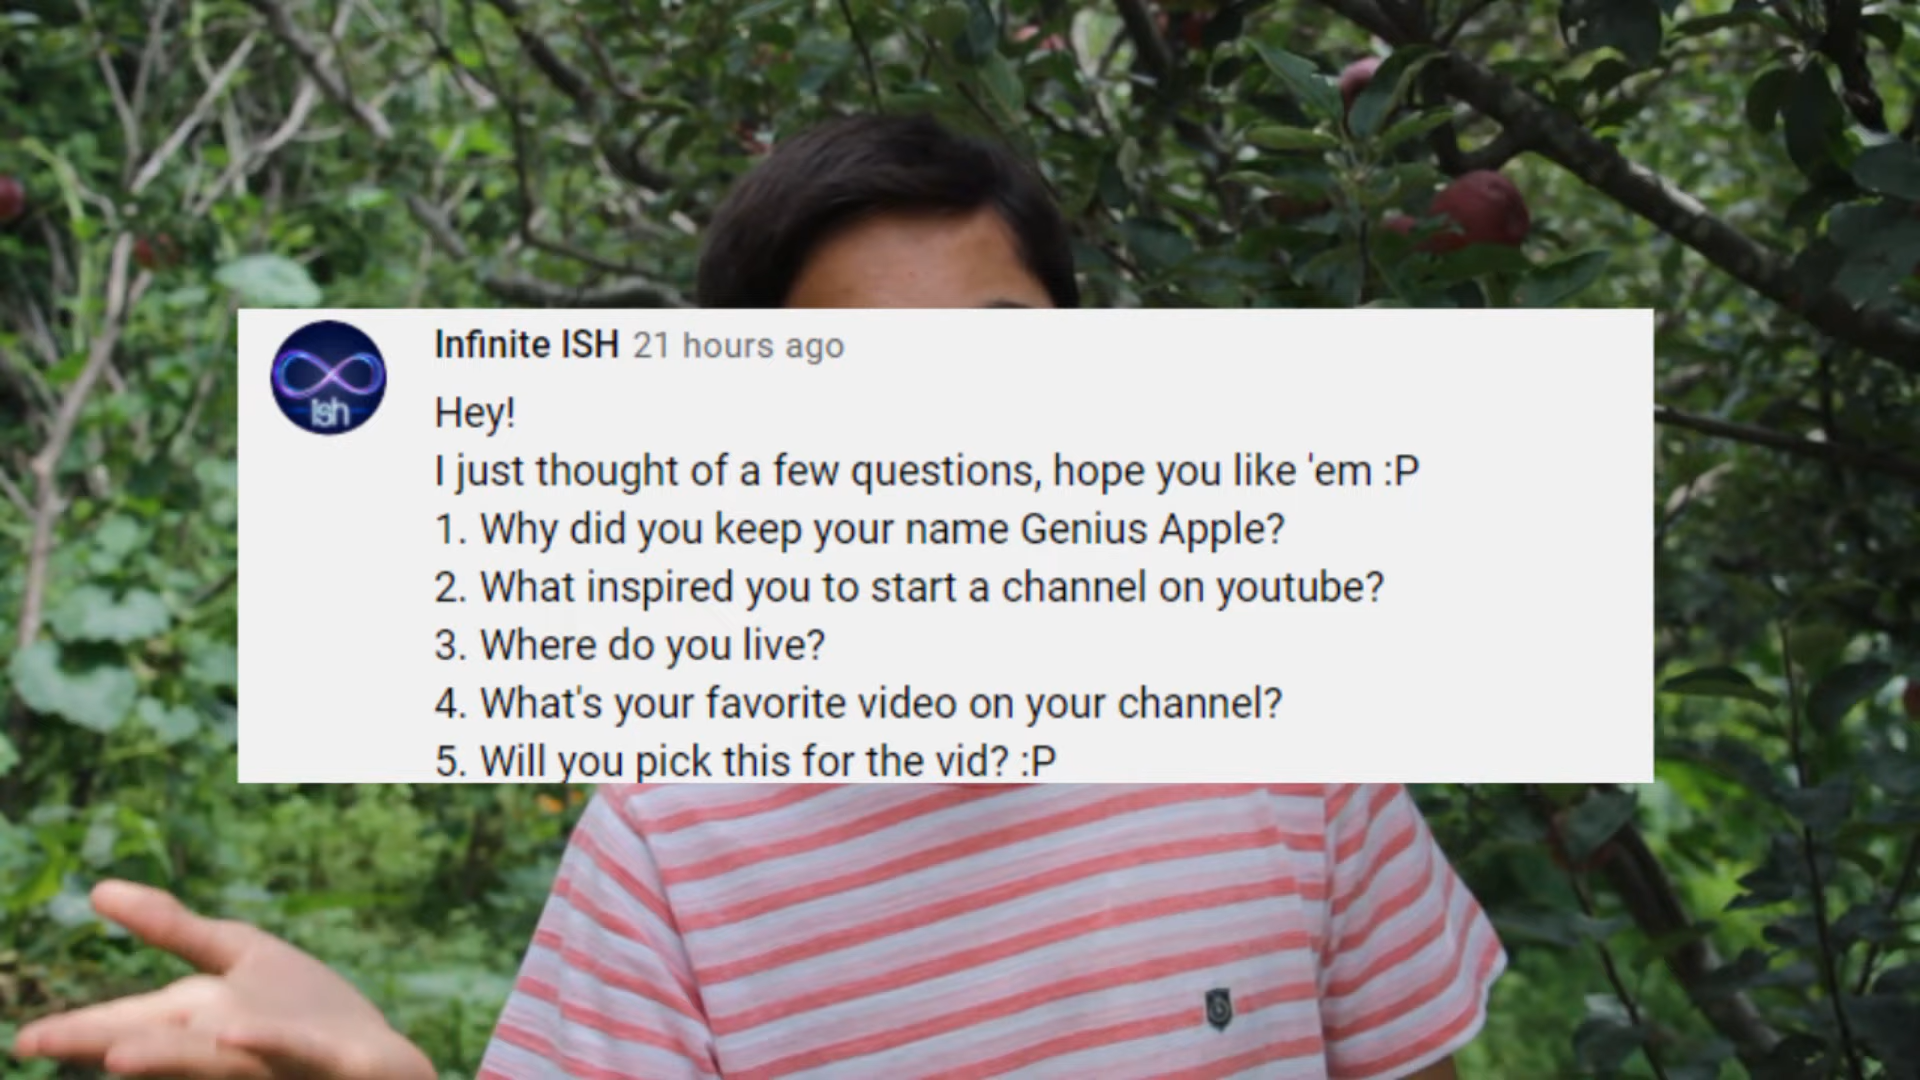 Infinite ISH 21 hours ago
ish
Hey!
I just thought of a few questions, hope you like 'em :P
1. Why did you keep your name Genius Apple?
2. What inspired you to start a channel on youtube?
3. Where do you live?
4. What's your favorite video on your channel?
5. Will you pick this for the vid? :P